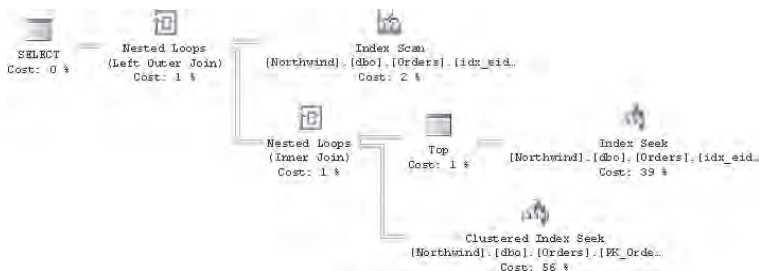 SELECT
Cost: 0 %
Nested Loops
(Left Outer Join)
Cost: 1 %
Index Scan
[Northwind].[dbo].[Orders].[idx_eid…
Cost: 2 %
Nested Loops
(Inner Join)
Cost: 1 %
Top
Cost: 1 %
Index Seek
[Northwind].[dbo].[Orders].[idx_eid…
Cost: 39 %
Clustered Index Seek
[Northwind].[dbo].[Orders].[PK_Orde…
Cost: 56 %